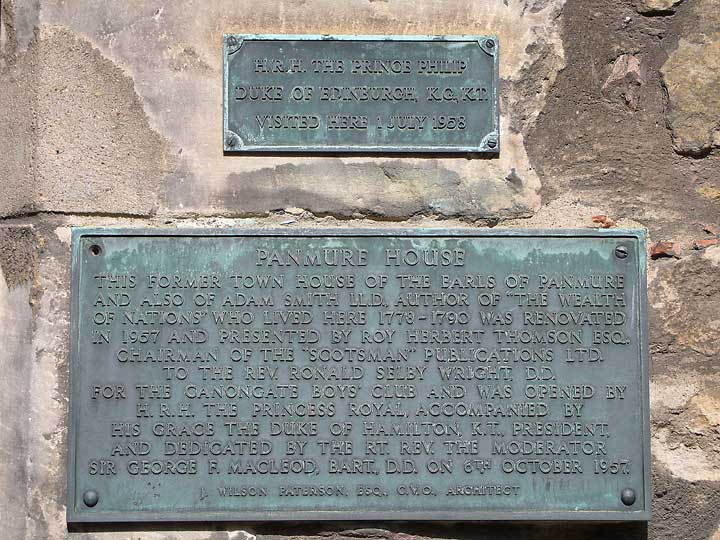 H.R.H. THE PRINCE PHILIP
DUKE OF EDINBURGH, K.G., K.T.
VISITED HERE 1 JULY 1958
PANMURE HOUSE
THIS FORMER TOWN HOUSE OF THE EARLS OF PANMURE
AND ALSO OF ADAM SMITH LL.D., AUTHOR OF "THE WEALTH
OF NATIONS" WHO LIVED HERE 1778-1790 WAS RENOVATED
IN 1957 AND PRESENTED BY ROY HERBERT THOMSON ESQ.,
CHAIRMAN OF THE "SCOTSMAN" PUBLICATIONS LTD.
TO THE REV. RONALD SELBY WRIGHT, D.D.
FOR THE CANONGATE BOYS' CLUB AND WAS OPENED BY
H.R.H. THE PRINCESS ROYAL, ACCOMPANIED BY
HIS GRACE THE DUKE OF HAMILTON, K.T., PRESIDENT,
AND DEDICATED BY THE RT. REV. THE MODERATOR
SIR GEORGE F. MACLEOD, BART., D.D. ON 6TH OCTOBER 1957.
J. WILSON PATERSON, ESQ., C.V.O., ARCHITECT